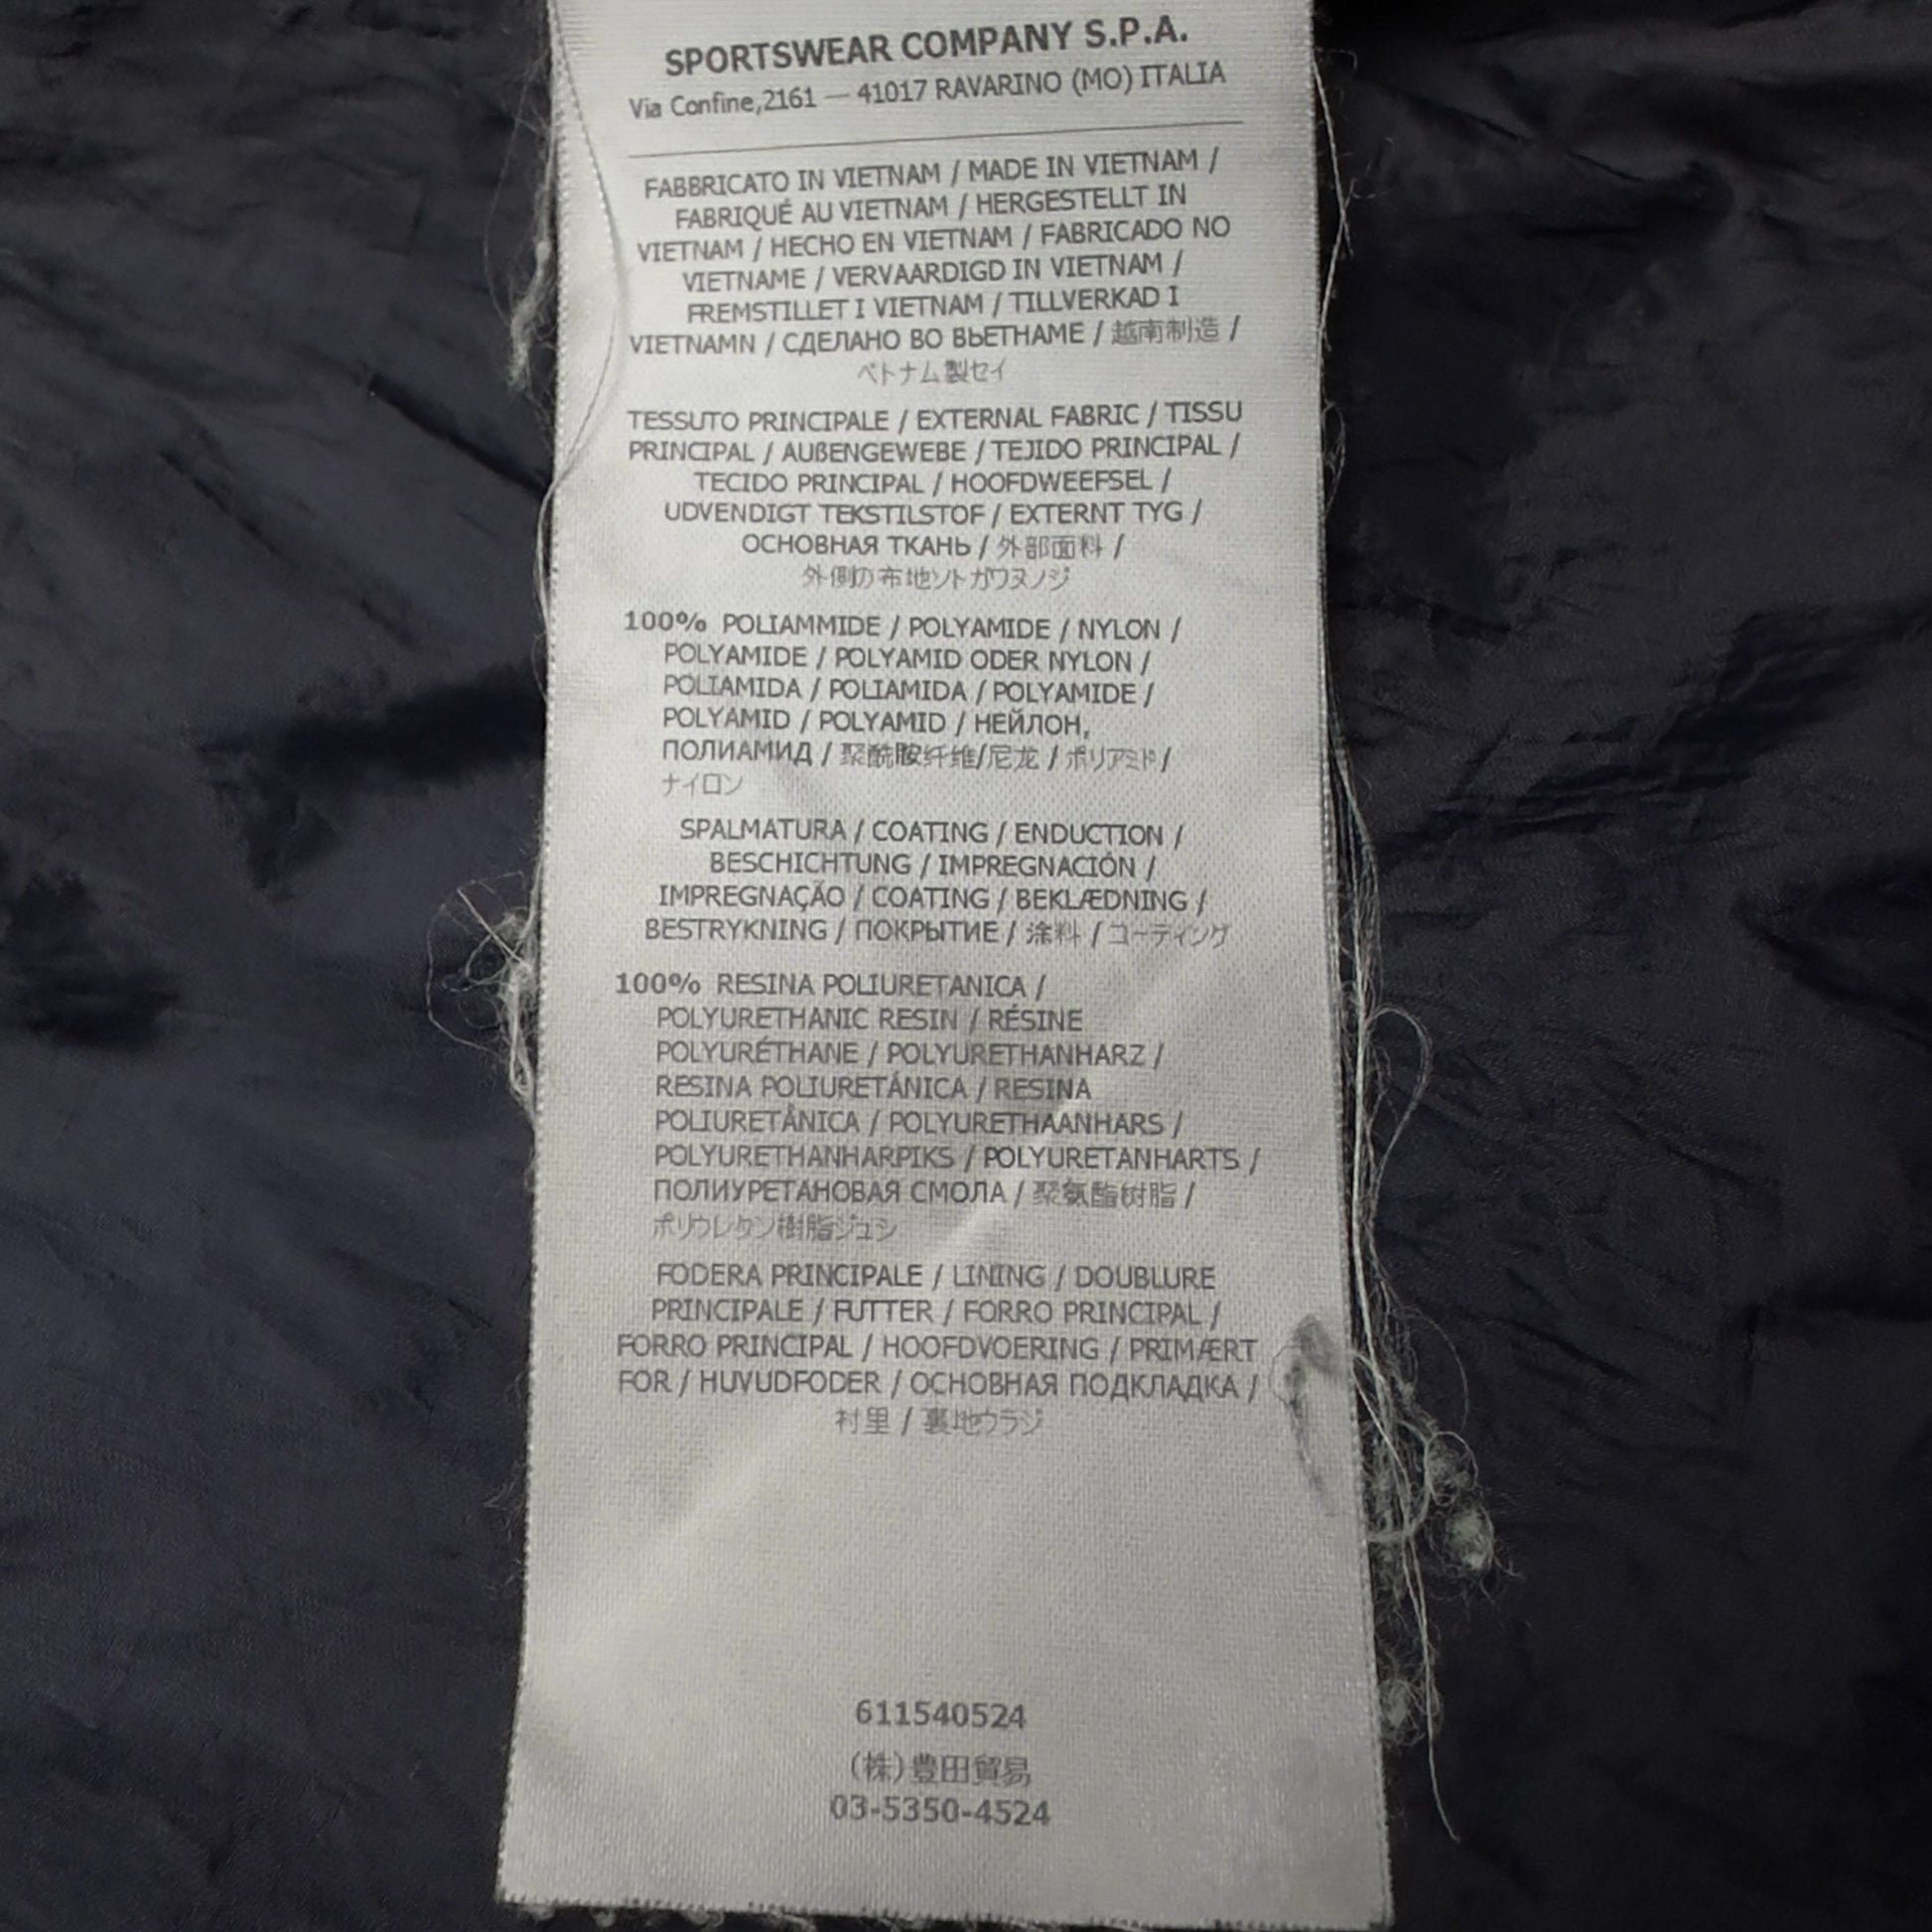 SPORTSWEAR COMPANY S.P.A.
Via Confine,2161 — 41017 RAVARINO (MO) ITALIA
FABBRICATO IN VIETNAM / MADE IN VIETNAM /
FABRIQUÉ AU VIETNAM / HERGESTELLT IN
VIETNAM / HECHO EN VIETNAM / FABRICADO NO
VIETNAME / VERVAARDIGD IN VIETNAM /
FREMSTILLET I VIETNAM / TILLVERKAD I
VIETNAMN / СДЕЛАНО ВО ВЬЕТНАМЕ / 越南制造 /
ベトナム製セイ
TESSUTO PRINCIPALE / EXTERNAL FABRIC / TISSU
PRINCIPAL / AUßENGEWEBE / TEJIDO PRINCIPAL /
TECIDO PRINCIPAL / HOOFDWEEFSEL /
UDVENDIGT TEKSTILSTOF / EXTERNT TYG /
ОСНОВНАЯ ТКАНЬ / 外部面料 /
外側の布地ソトガワヌノジ
100% POLIAMMIDE / POLYAMIDE / NYLON /
POLYAMIDE / POLYAMID ODER NYLON /
POLIAMIDA / POLIAMIDA / POLYAMIDE /
POLYAMID / POLYAMID / НЕЙЛОН,
ПОЛИАМИД / 聚酰胺纤维/尼龙 / ポリアミド /
ナイロン
SPALMATURA / COATING / ENDUCTION /
BESCHICHTUNG / IMPREGNACIÓN /
IMPREGNAÇÃO / COATING / BEKLÆDNING /
BESTRYKNING / ПОКРЫТИЕ / 涂料 / コーティング
100% RESINA POLIURETANICA /
POLYURETHANIC RESIN / RÉSINE
POLYURÉTHANE / POLYURETHANHARZ /
RESINA POLIURETÁNICA / RESINA
POLIURETÂNICA / POLYURETHAANHARS /
POLYURETHANHARPIKS / POLYURETANHARTS /
ПОЛИУРЕТАНОВАЯ СМОЛА / 聚氨酯树脂 /
ポリウレタン樹脂ジュシ
FODERA PRINCIPALE / LINING / DOUBLURE
PRINCIPALE / FUTTER / FORRO PRINCIPAL /
FORRO PRINCIPAL / HOOFDVOERING / PRIMÆRT
FOR / HUVUDFODER / ОСНОВНАЯ ПОДКЛАДКА /
衬里 / 裏地ウラジ
611540524
(株)豊田貿易
03-5350-4524